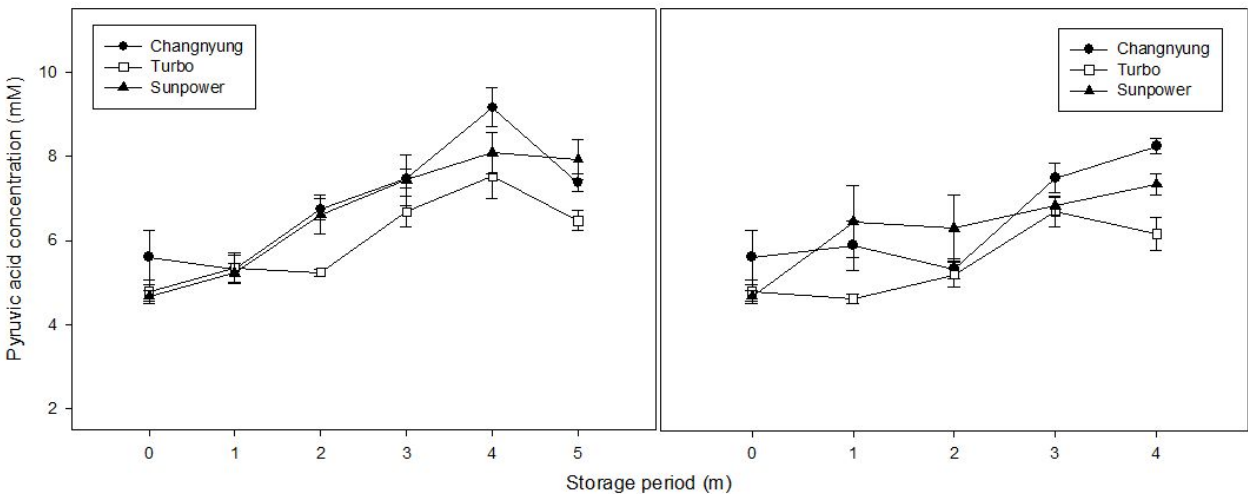 Changnyung
Turbo
Sunpower
Changnyung
Turbo
Sunpower
Pyruvic acid concentration (mM)
10
8
6
4
2
0 1 2 3 4 5
0 1 2 3 4
Storage period (m)